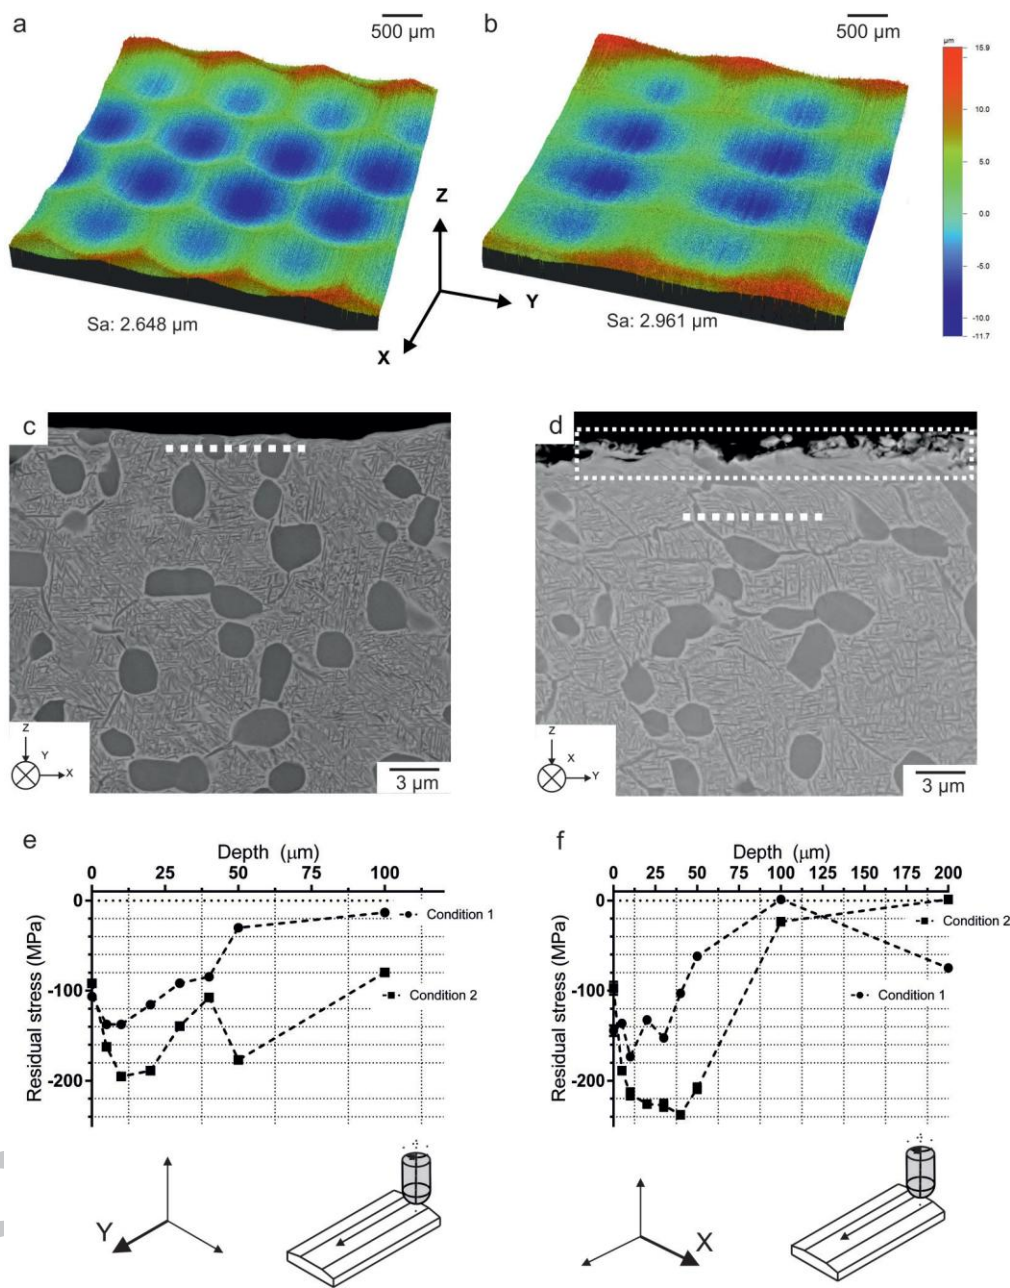 a
500 µm
b
500 µm
µm
15.9
10.0
5.0
0.0
-5.0
-10.0
-11.7
Z
Y
X
Sa: 2.648 µm
Sa: 2.961 µm
c
Z
Y
X
3 µm
d
Z
X
Y
3 µm
e
Depth (µm)
0 25 50 75 100
Residual stress (MPa)
0
-100
-200
Condition 1
Condition 2
Y
f
Depth (µm)
0 25 50 75 100 125 150 175 200
Residual stress (MPa)
0
-100
-200
Condition 2
Condition 1
X